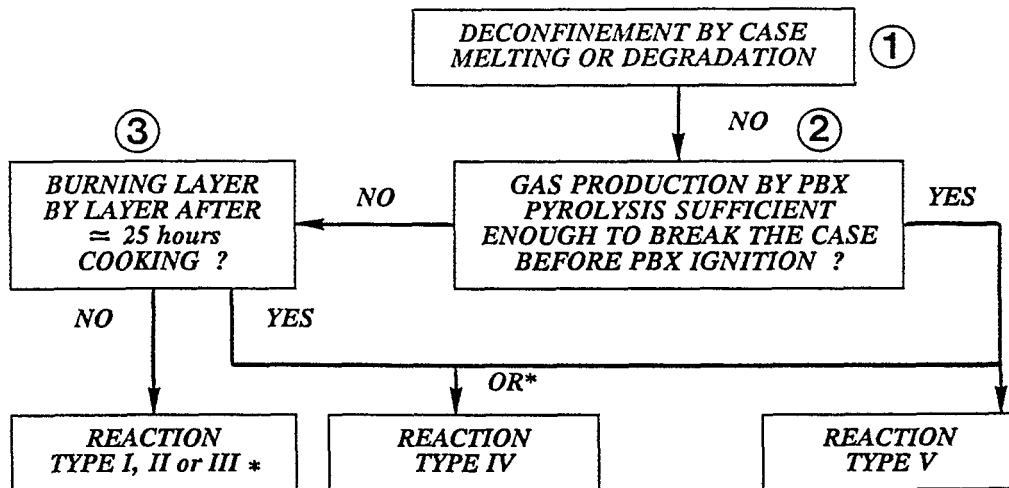 DECONFINEMENT BY CASE
MELTING OR DEGRADATION
1
NO
2
3
BURNING LAYER
BY LAYER AFTER
≃ 25 hours
COOKING ?
NO
GAS PRODUCTION BY PBX
PYROLYSIS SUFFICIENT
ENOUGH TO BREAK THE CASE
BEFORE PBX IGNITION ?
YES
NO
YES
OR*
REACTION
TYPE I, II or III *
REACTION
TYPE IV
REACTION
TYPE V